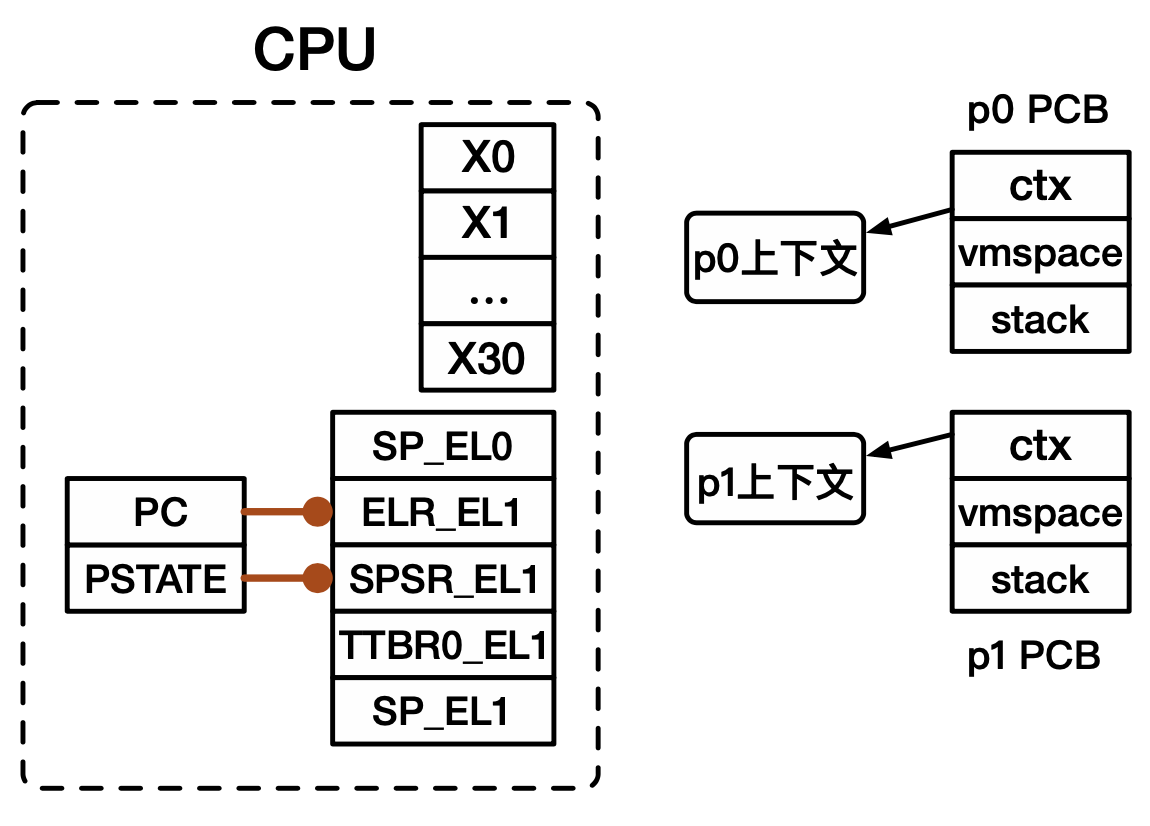 CPU
X0
X1
...
X30
SP_EL0
PC
ELR_EL1
PSTATE
SPSR_EL1
TTBR0_EL1
SP_EL1
p0 PCB
ctx
p0上下文
vmspace
stack
ctx
p1上下文
vmspace
stack
p1 PCB